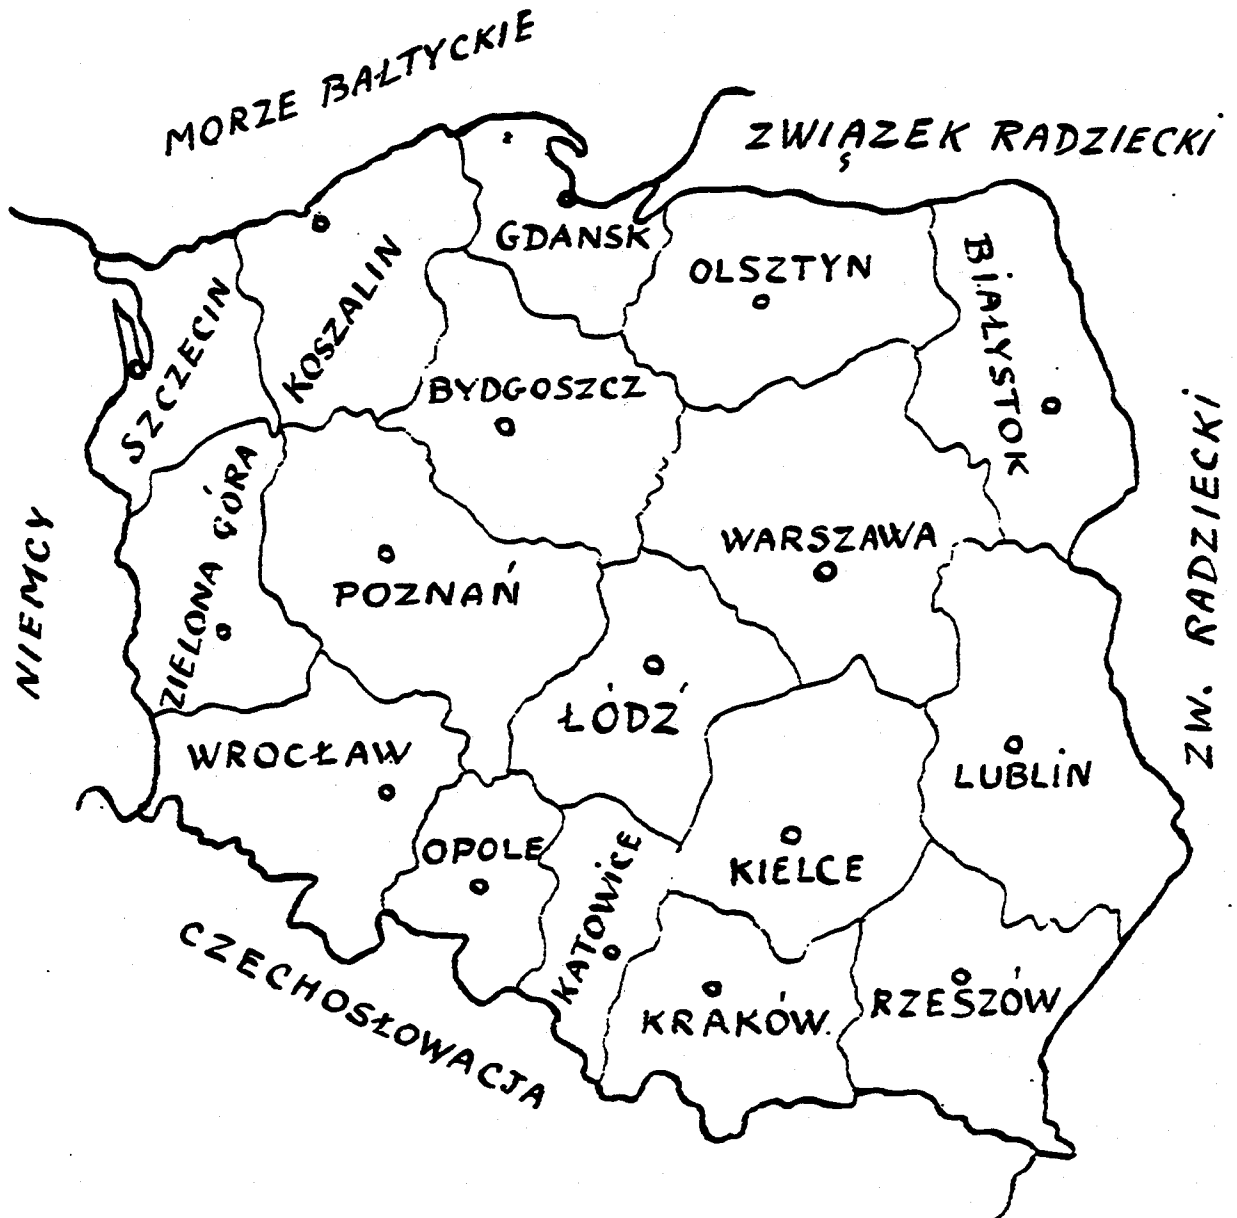 MORZE BAŁTYCKIE
ZWIĄZEK RADZIECKI
GDANSK
OLSZTYN
BIAŁYSTOK
SZCZECIN
KOSZALIN
BYDGOSZCZ
ZIELONA GÓRA
POZNAŃ
WARSZAWA
NIEMCY
ZW. RADZIECKI
ŁÓDŹ
WROCŁAW
LUBLIN
OPOLE
KATOWICE
KIELCE
CZECHOSŁOWACJA
KRAKÓW.
RZESZÓW